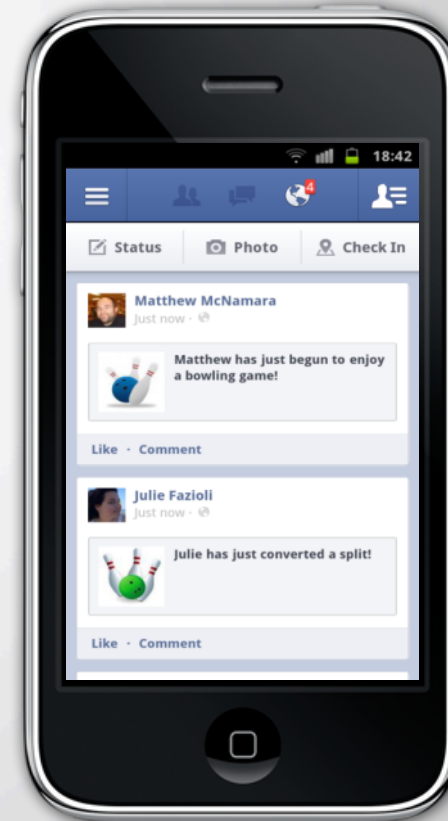 18:42
4
Status Photo Check In
Matthew McNamara
Just now ·
Matthew has just begun to enjoy
a bowling game!
Like · Comment
Julie Fazioli
Just now ·
Julie has just converted a split!
Like · Comment